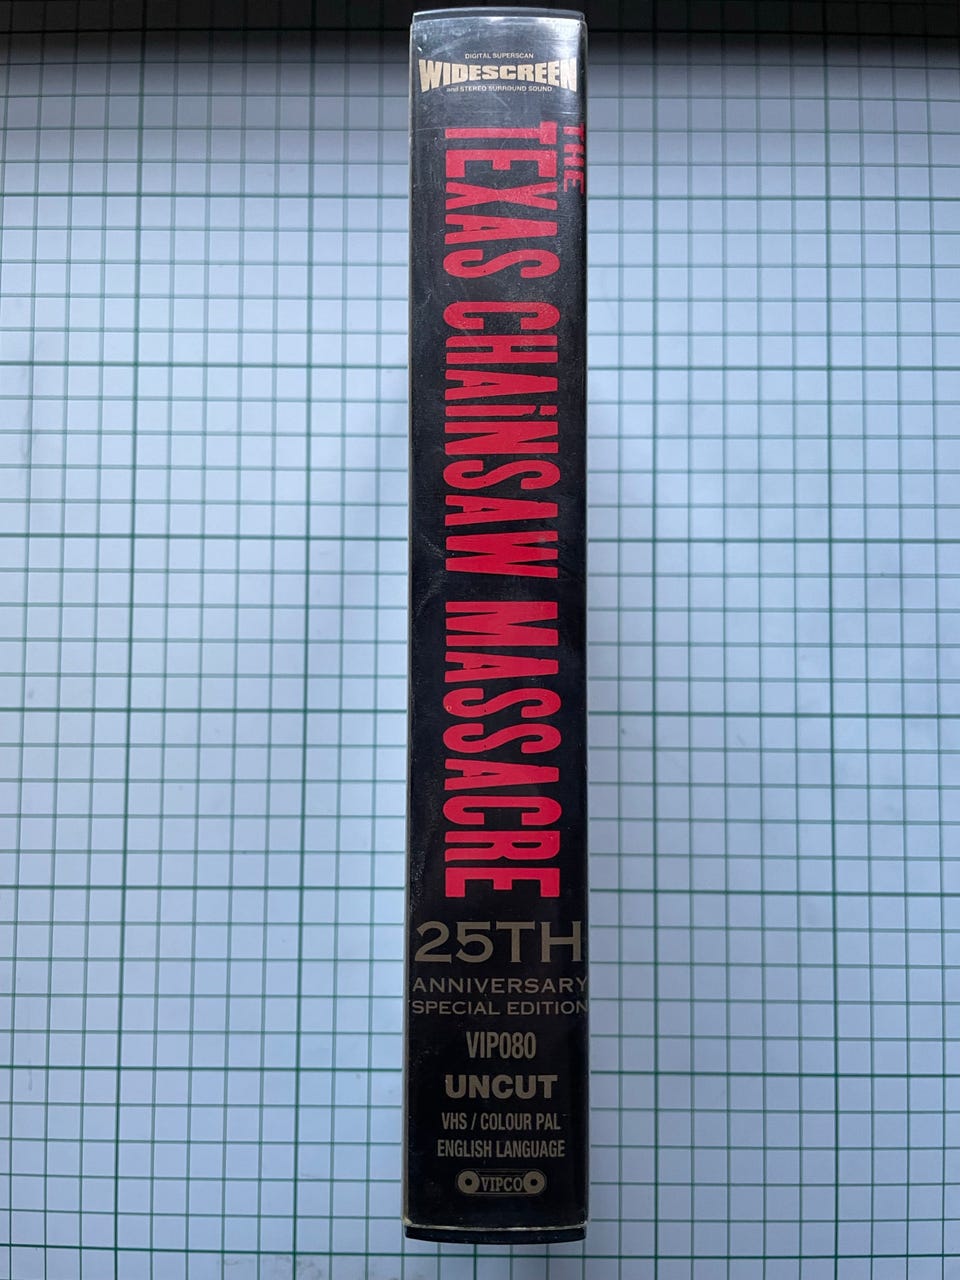 DIGITAL SUPERSCAN
WIDESCREEN
and STEREO SURROUND SOUND
THE
TEXAS CHAiNSAW MASSACRE
25TH
ANNIVERSARY
SPECIAL EDITION
VIP080
UNCUT
VHS / COLOUR PAL
ENGLISH LANGUAGE
VIPCO